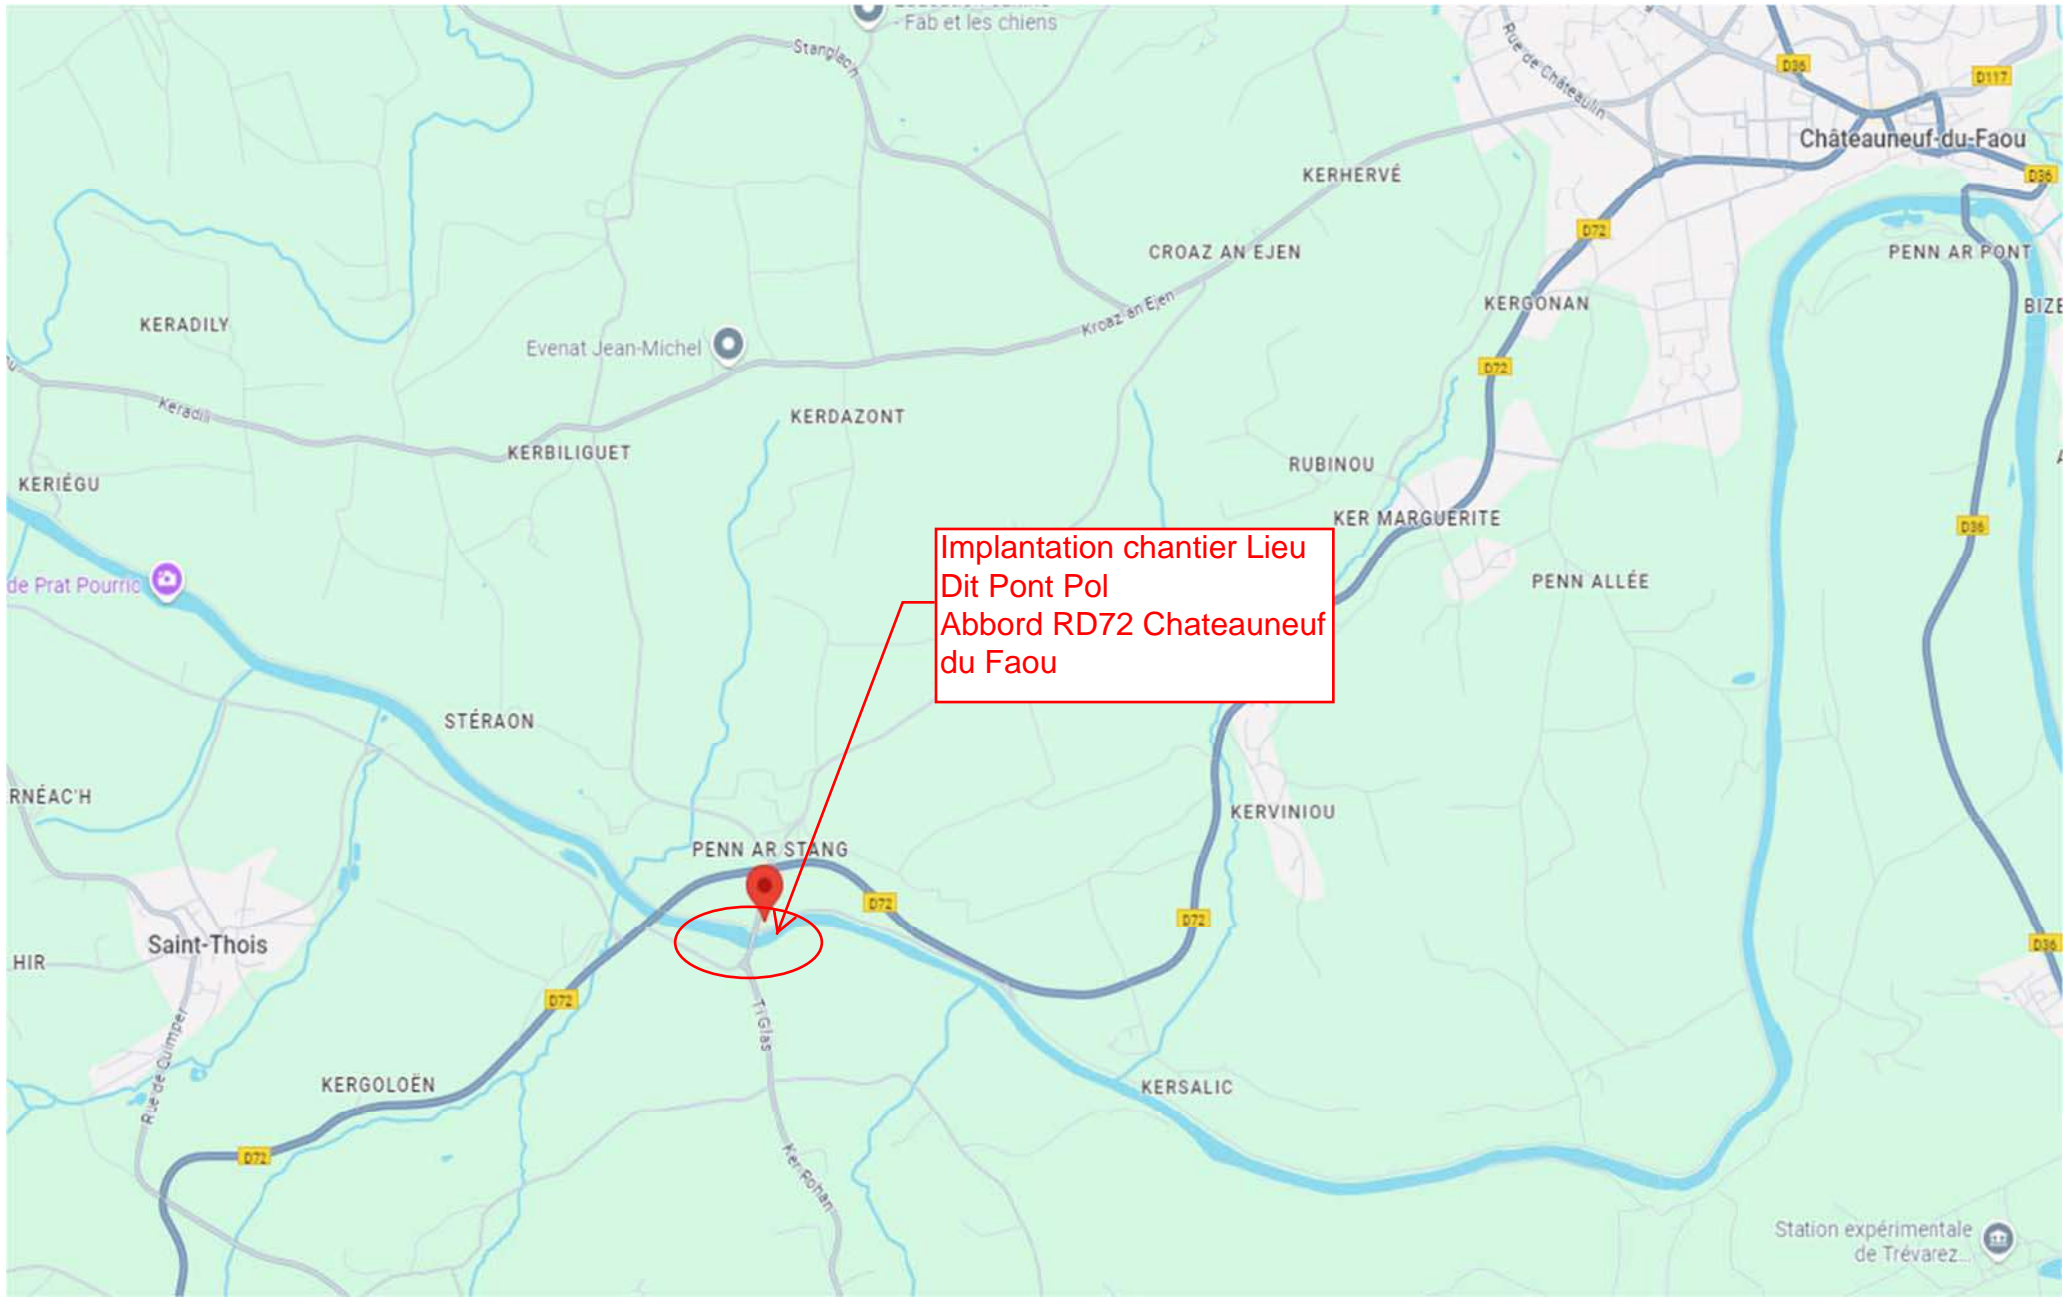 - Fab et les chiens
Stanglac'h
Rue de Châteaulin
D36
D117
Châteauneuf-du-Faou
D36
KERHERVÉ
D72
CROAZ AN EJEN
PENN AR PONT
KERGONAN
BIZE
Kroaz an Ejen
KERADILY
Evenat Jean-Michel
D72
Keradili
KERDAZONT
KERBILIGUET
RUBINOU
KERIÉGU
KER MARGUERITE
D36
Implantation chantier Lieu
Dit Pont Pol
Abbord RD72 Chateauneuf
du Faou
de Prat Pourric
PENN ALLÉE
STÉRAON
RNÉAC'H
KERVINIOU
PENN AR STANG
D72
D72
Saint-Thois
HIR
D36
D72
Ti Glas
Rue de Quimper
KERGOLOËN
KERSALIC
D72
Ker Rohan
Station expérimentale
de Trévarez...